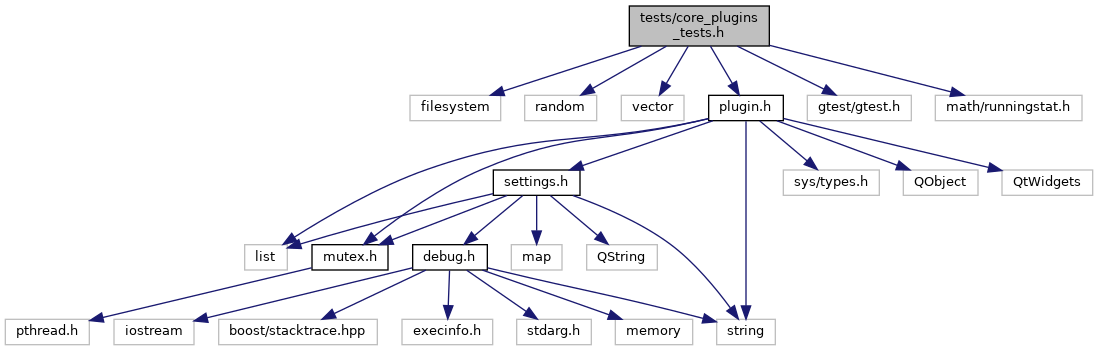 tests/core_plugins
_tests.h
filesystem
random
vector
plugin.h
gtest/gtest.h
math/runningstat.h
settings.h
sys/types.h
QObject
QtWidgets
list
mutex.h
debug.h
map
QString
pthread.h
iostream
boost/stacktrace.hpp
execinfo.h
stdarg.h
memory
string